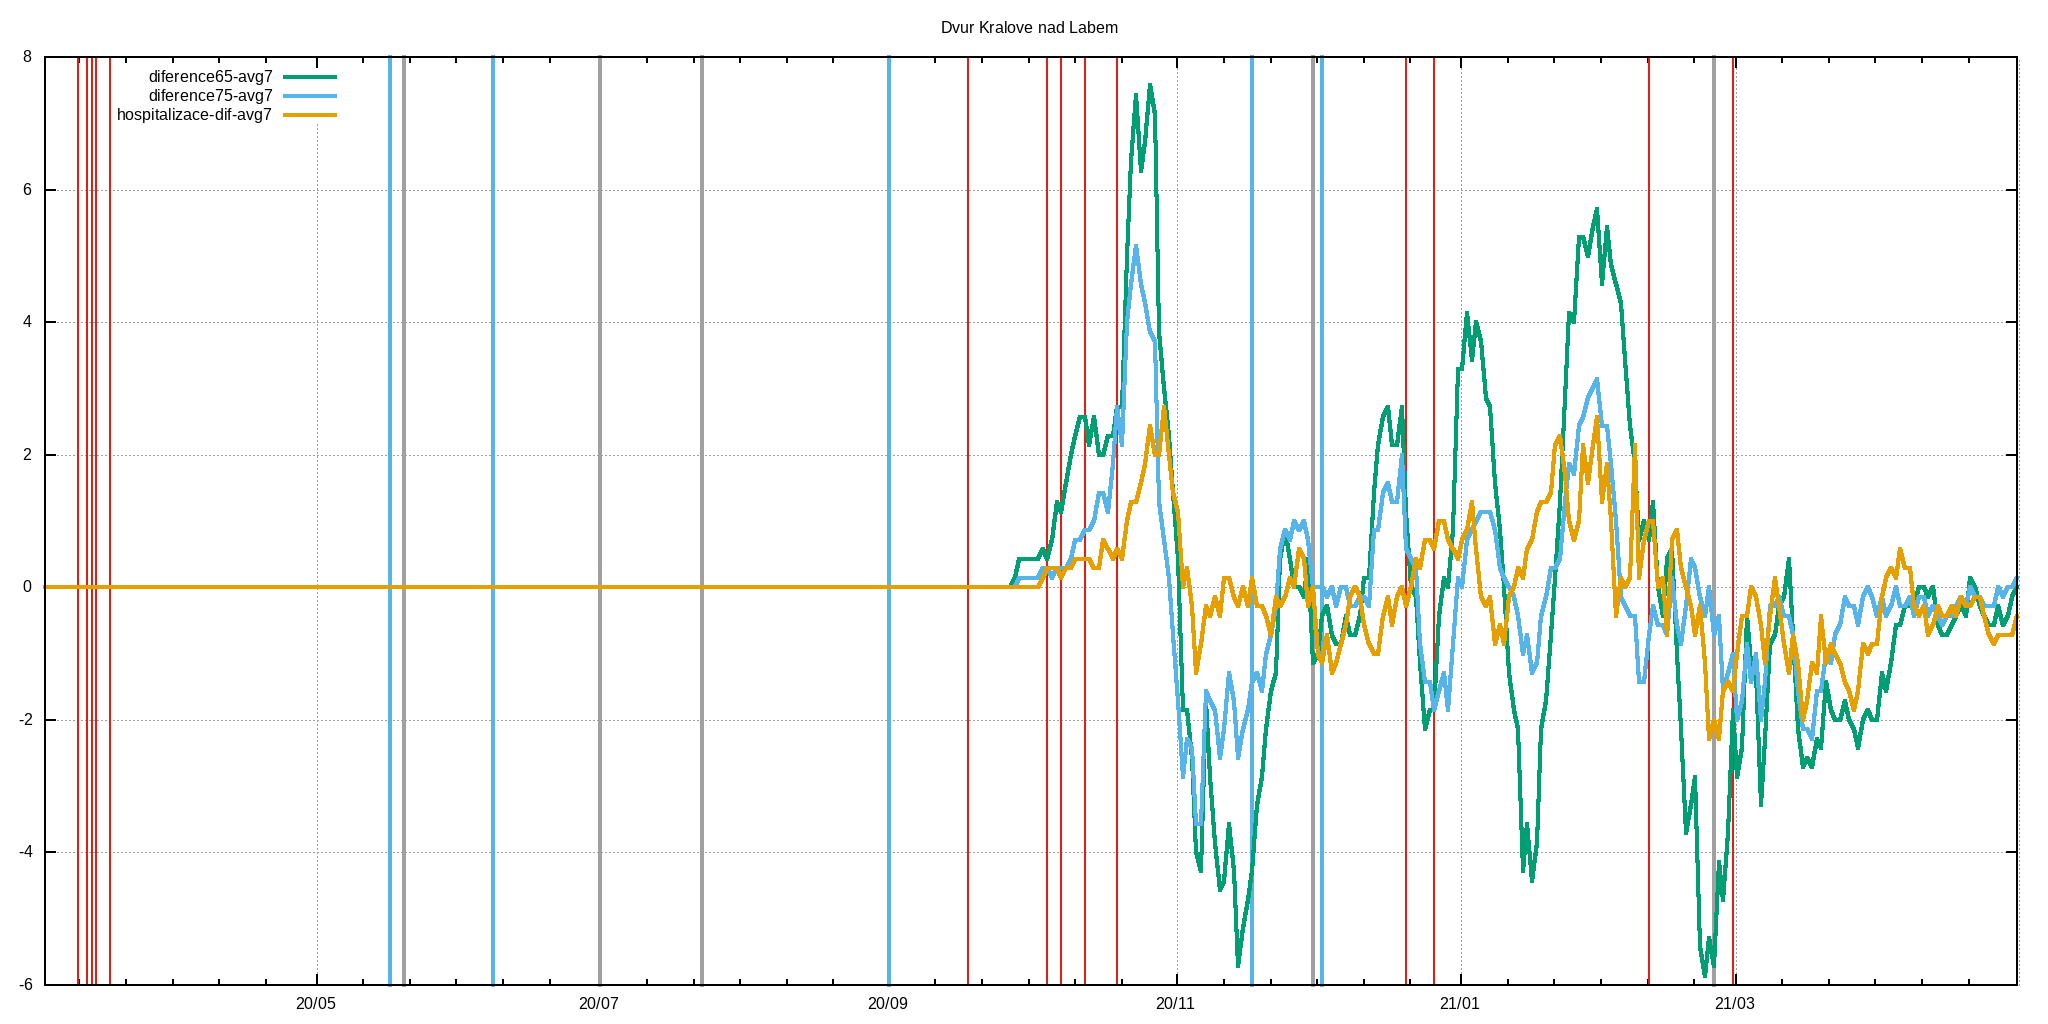 Dvur Kralove nad Labem
8
diference65-avg7
diference75-avg7
hospitalizace-dif-avg7
6
4
2
0
-2
-4
-6
20/05 20/07 20/09 20/11 21/01 21/03